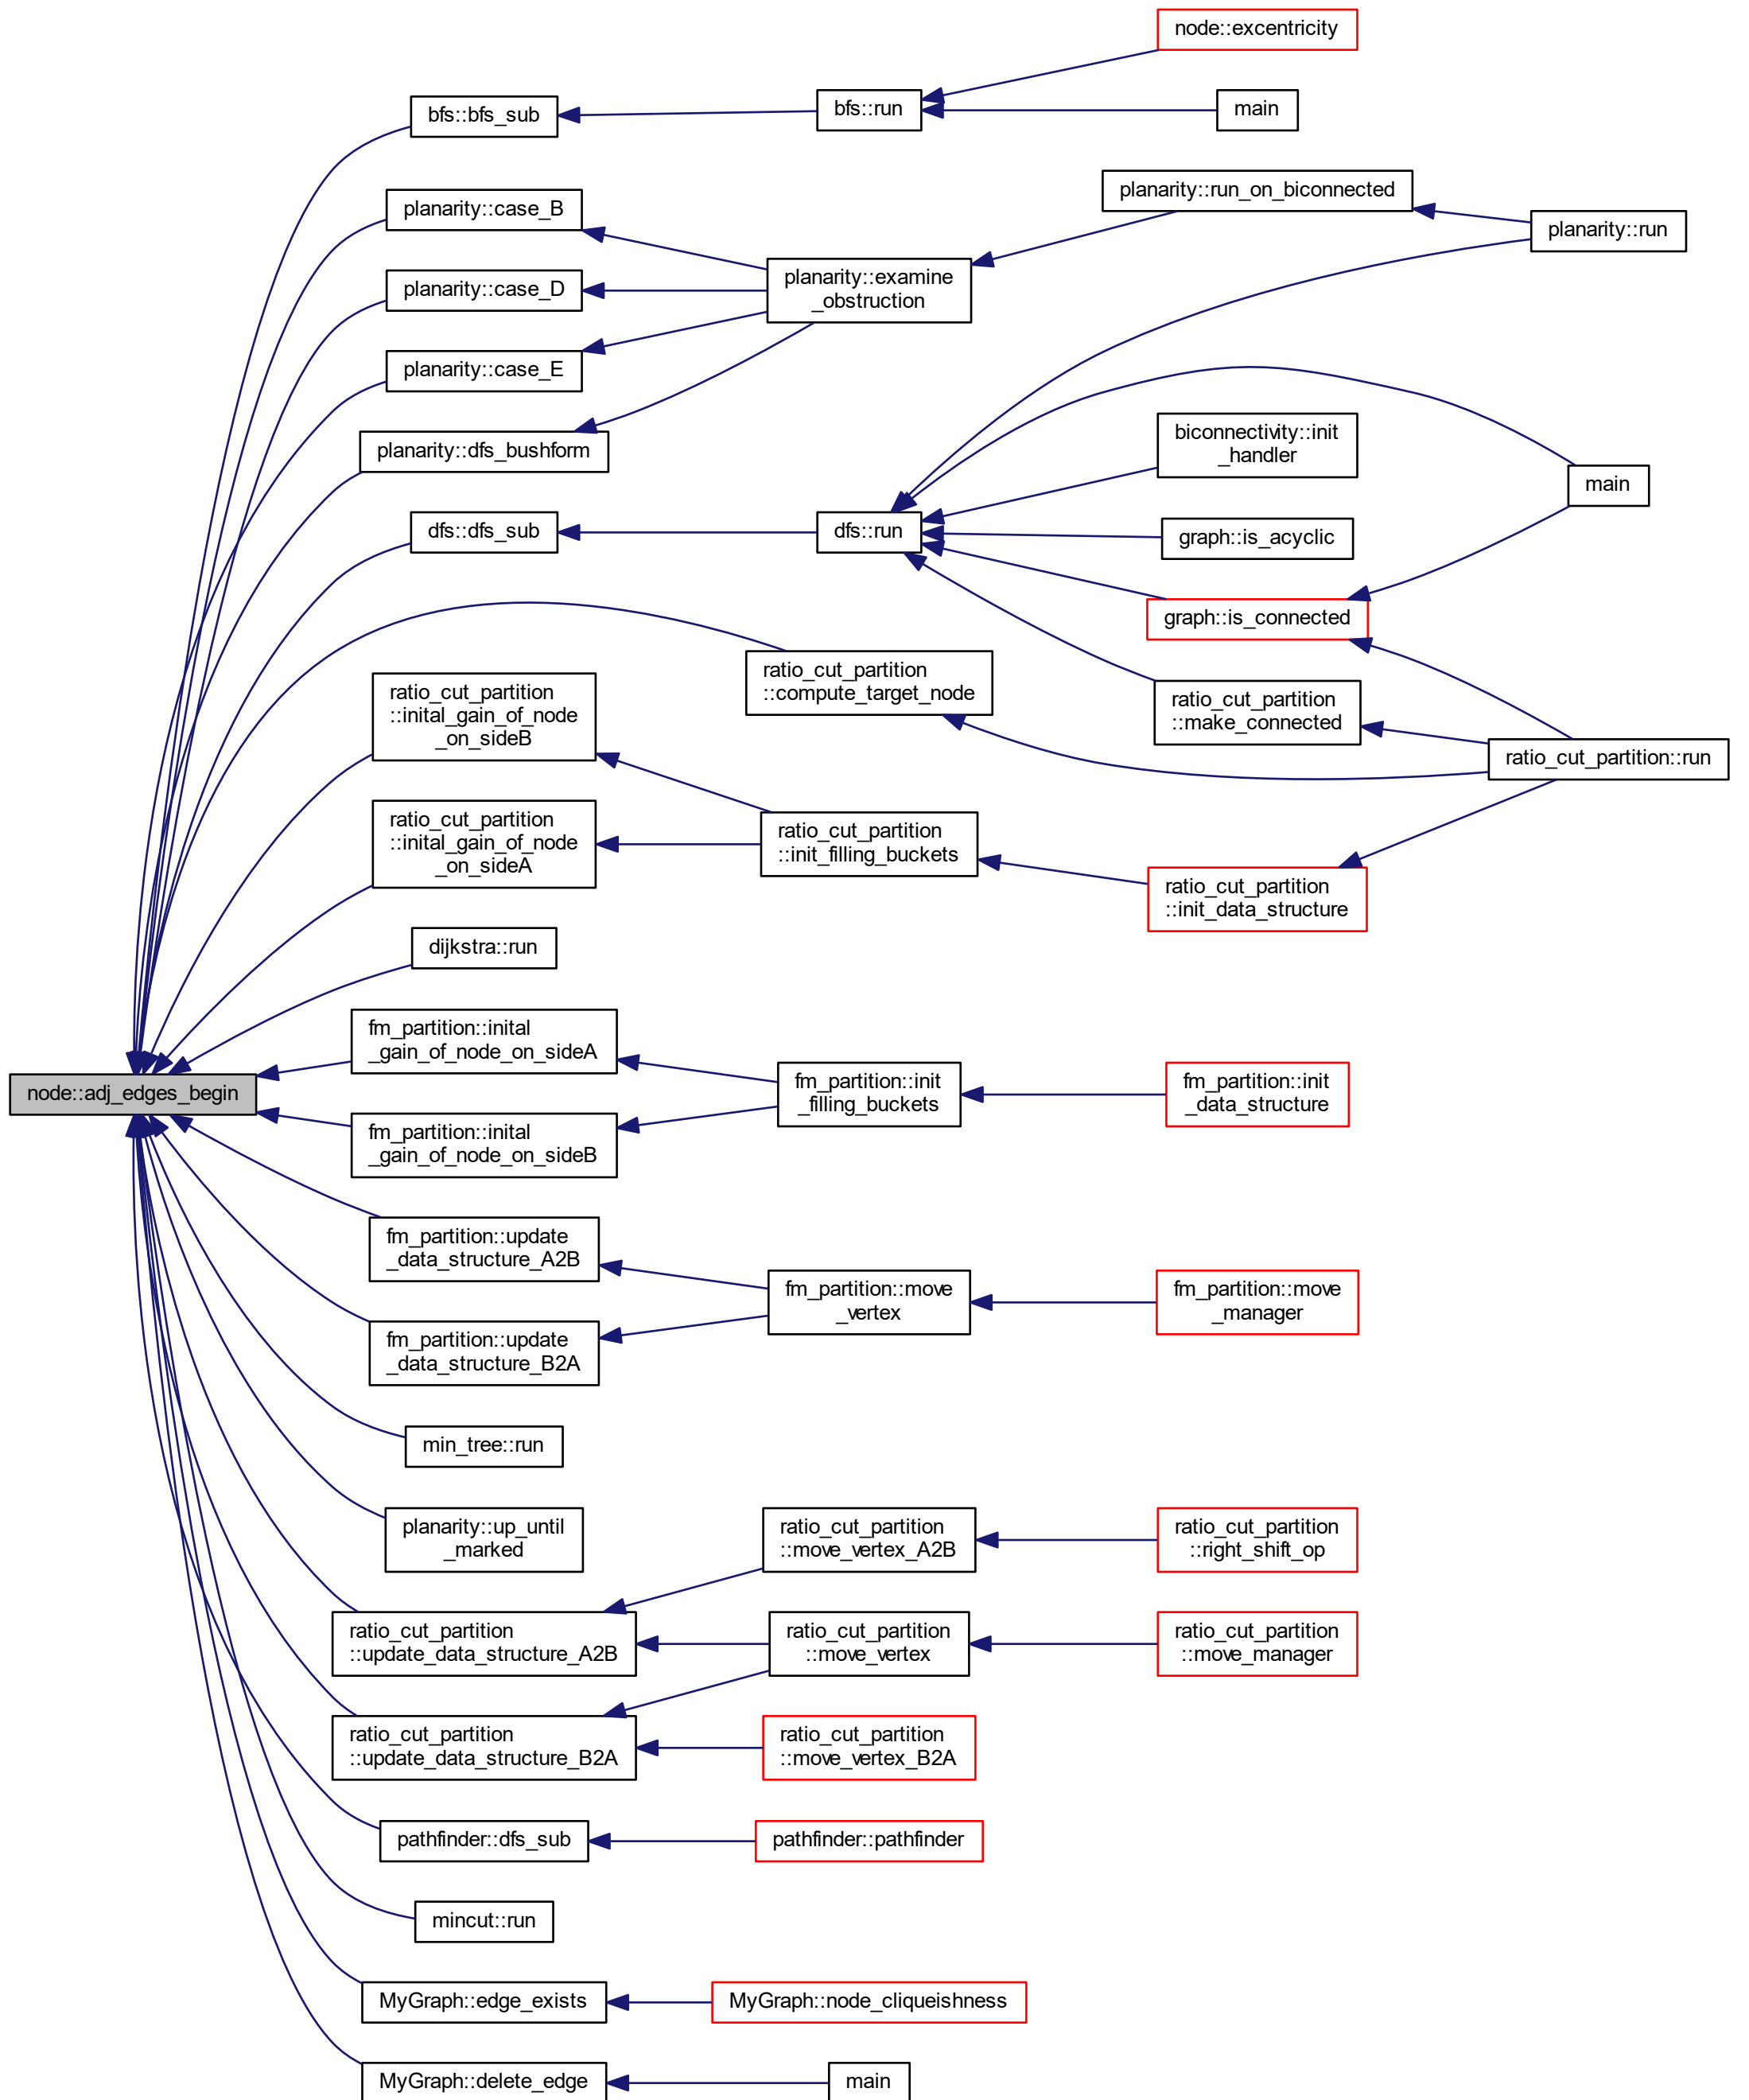 node::excentricity
bfs::bfs_sub
bfs::run
main
planarity::case_B
planarity::run_on_biconnected
planarity::run
planarity::case_D
planarity::examine
_obstruction
planarity::case_E
planarity::dfs_bushform
biconnectivity::init
_handler
main
dfs::dfs_sub
dfs::run
graph::is_acyclic
graph::is_connected
ratio_cut_partition
::compute_target_node
ratio_cut_partition
::inital_gain_of_node
_on_sideB
ratio_cut_partition
::make_connected
ratio_cut_partition::run
ratio_cut_partition
::inital_gain_of_node
_on_sideA
ratio_cut_partition
::init_filling_buckets
ratio_cut_partition
::init_data_structure
dijkstra::run
fm_partition::inital
_gain_of_node_on_sideA
node::adj_edges_begin
fm_partition::init
_filling_buckets
fm_partition::init
_data_structure
fm_partition::inital
_gain_of_node_on_sideB
fm_partition::update
_data_structure_A2B
fm_partition::move
_vertex
fm_partition::move
_manager
fm_partition::update
_data_structure_B2A
min_tree::run
planarity::up_until
_marked
ratio_cut_partition
::move_vertex_A2B
ratio_cut_partition
::right_shift_op
ratio_cut_partition
::update_data_structure_A2B
ratio_cut_partition
::move_vertex
ratio_cut_partition
::move_manager
ratio_cut_partition
::update_data_structure_B2A
ratio_cut_partition
::move_vertex_B2A
pathfinder::dfs_sub
pathfinder::pathfinder
mincut::run
MyGraph::edge_exists
MyGraph::node_cliqueishness
MyGraph::delete_edge
main